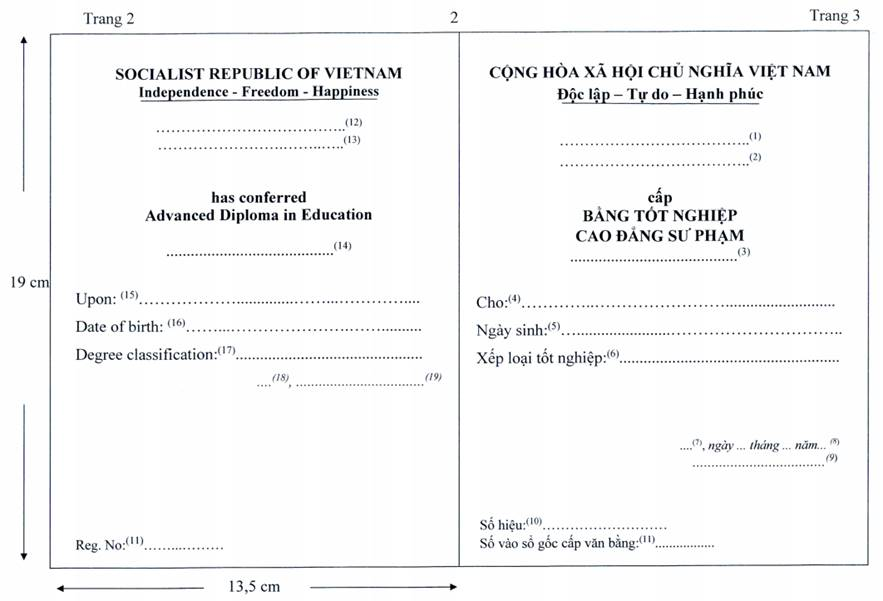 Trang 2
2
Trang 3
SOCIALIST REPUBLIC OF VIETNAM
Independence - Freedom - Happiness
……………………………….(12)
……………………………….(13)
has conferred
Advanced Diploma in Education
……………………………….(14)
Upon: (15)……………………………………………...
Date of birth: (16)……………………………………...
Degree classification:(17)...............................................
....(18), ................................(19)
Reg. No:(11)………………
CỘNG HÒA XÃ HỘI CHỦ NGHĨA VIỆT NAM
Độc lập – Tự do – Hạnh phúc
……………………………….(1)
……………………………….(2)
cấp
BẰNG TỐT NGHIỆP
CAO ĐẲNG SƯ PHẠM
……………………………….(3)
Cho:(4)……………………………………………...
Ngày sinh:(5)……………………………………….
Xếp loại tốt nghiệp:(6)......................................................
....(7), ngày ... tháng ... năm... (8)
..................................(9)
Số hiệu:(10)………………………
Số vào sổ gốc cấp văn bằng:(11).................
19 cm
13,5 cm